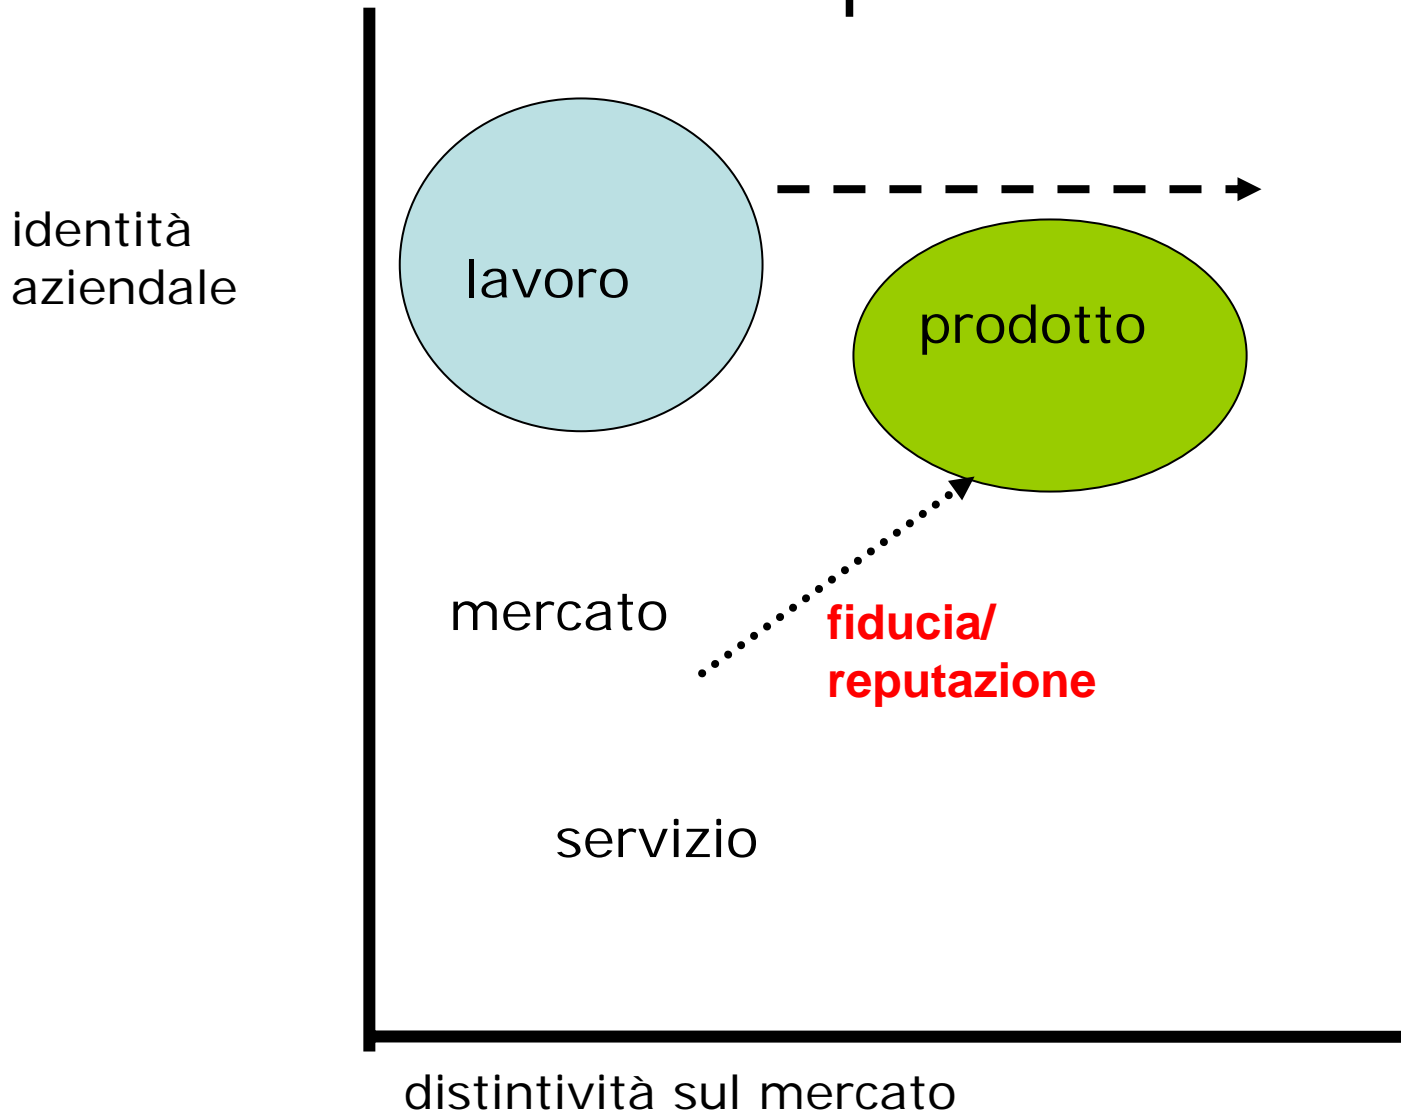 identità
aziendale
lavoro
prodotto
mercato
fiducia/
reputazione
servizio
distintività sul mercato